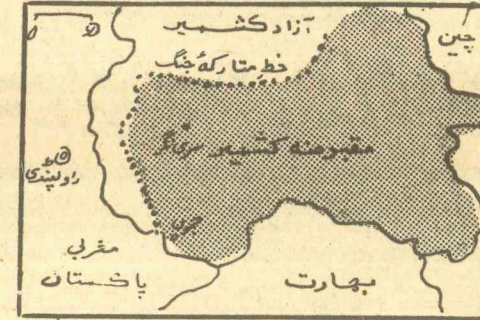 آزاد کشمیر
چین
خطِ متارکۂ جنگ
مقبوضہ کشمیر سری نگر
راولپنڈی
جموں
مغربی
پاکستان
بھارت